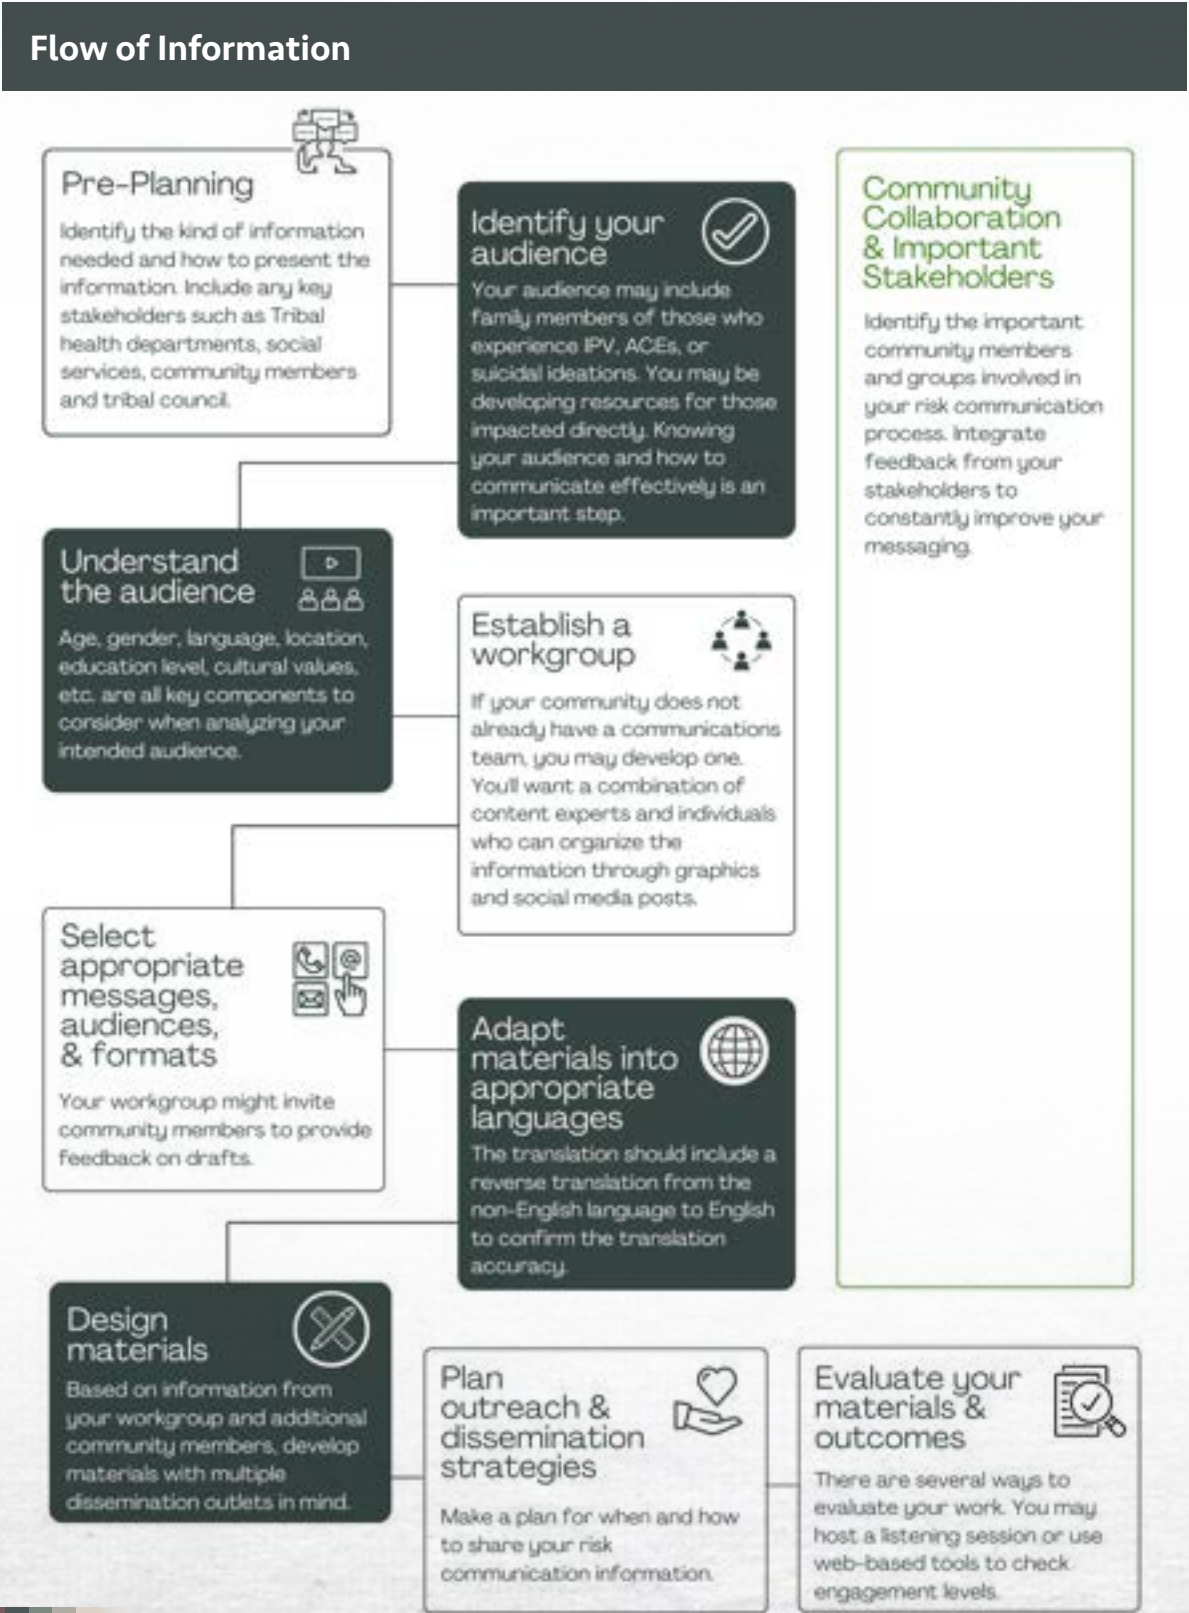 Flow of Information
Pre-Planning
Identify the kind of information
needed and how to present the
information. Include any key
stakeholders such as Tribal
health departments, social
services, community members
and tribal council.
Identify your
audience
Your audience may include
family members of those who
experience IPV, ACEs, or
suicidal ideations. You may be
developing resources for those
impacted directly. Knowing
your audience and how to
communicate effectively is an
important step.
Understand
the audience
Age, gender, language, location,
education level, cultural values,
etc. are all key components to
consider when analyzing your
intended audience.
Establish a
workgroup
If your community does not
already have a communications
team, you may develop one.
You'll want a combination of
content experts and individuals
who can organize the
information through graphics
and social media posts.
Select
appropriate
messages,
audiences,
& formats
Your workgroup might invite
community members to provide
feedback on drafts.
Adapt
materials into
appropriate
languages
The translation should include a
reverse translation from the
non-English language to English
to confirm the translation
accuracy.
Design
materials
Based on information from
your workgroup and additional
community members, develop
materials with multiple
dissemination outlets in mind.
Plan
outreach &
dissemination
strategies
Make a plan for when and how
to share your risk
communication information.
Evaluate your
materials &
outcomes
There are several ways to
evaluate your work. You may
host a listening session or use
web-based tools to check
engagement levels.
Community
Collaboration
& Important
Stakeholders
Identify the important
community members
and groups involved in
your risk communication
process. Integrate
feedback from your
stakeholders to
constantly improve your
messaging.